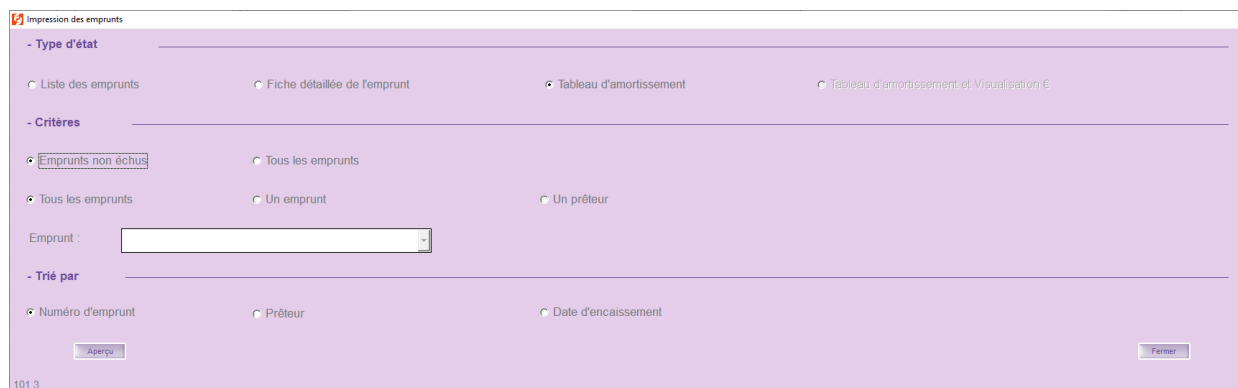 Impression des emprunts
- Type d'état
Liste des emprunts Fiche détaillée de l'emprunt Tableau d'amortissement Tableau d'amortissement et Visualisation €
- Critères
Emprunts non échus Tous les emprunts
Tous les emprunts Un emprunt Un prêteur
Emprunt :
- Trié par
Numéro d'emprunt Prêteur Date d'encaissement
Aperçu Fermer
101.3